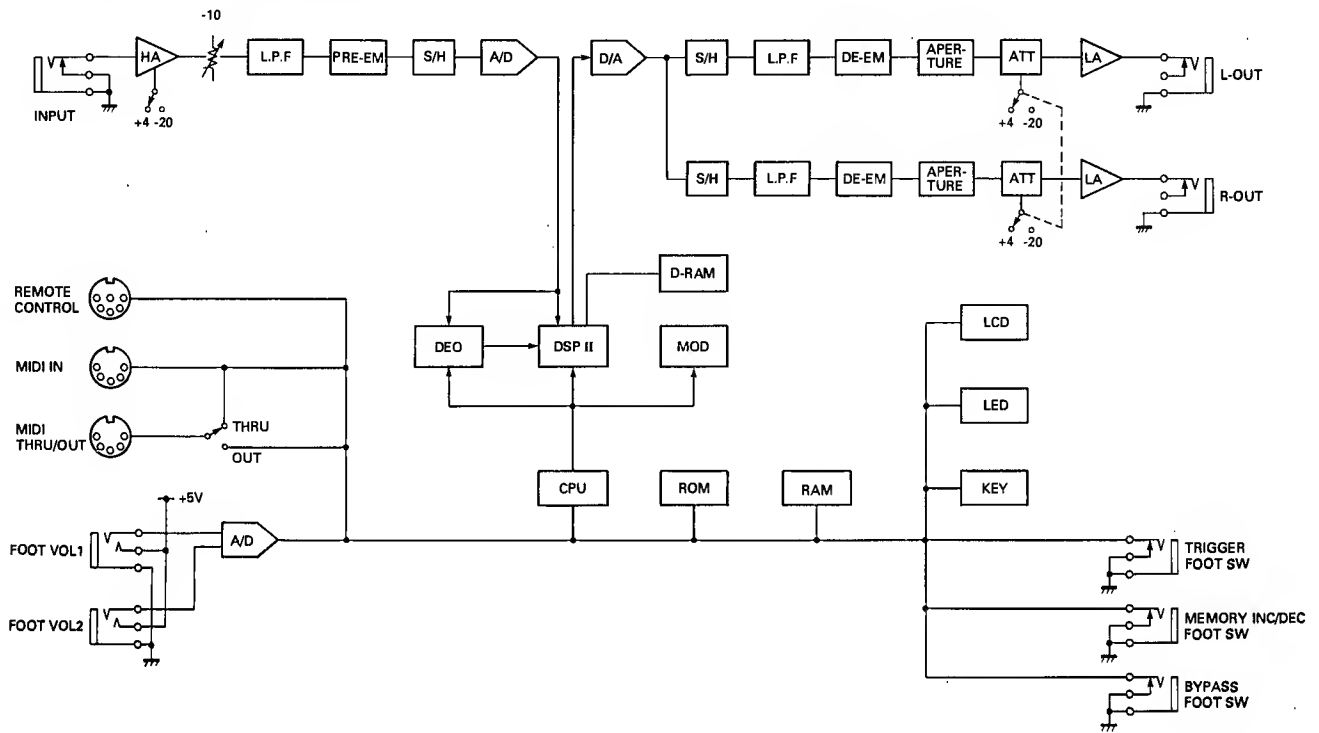 -10
HA
L.P.F
PRE-EM
S/H
A/D
D/A
S/H
L.P.F
DE-EM
APER-
TURE
ATT
LA
L-OUT
INPUT
+4 -20
+4 -20
S/H
L.P.F
DE-EM
APER-
TURE
ATT
LA
R-OUT
+4 -20
D-RAM
REMOTE
CONTROL
LCD
DEQ
DSP II
MOD
MIDI IN
LED
MIDI
THRU/OUT
THRU
OUT
CPU
ROM
RAM
KEY
+5V
FOOT VOL1
A/D
TRIGGER
FOOT SW
FOOT VOL2
MEMORY INC/DEC
FOOT SW
BYPASS
FOOT SW